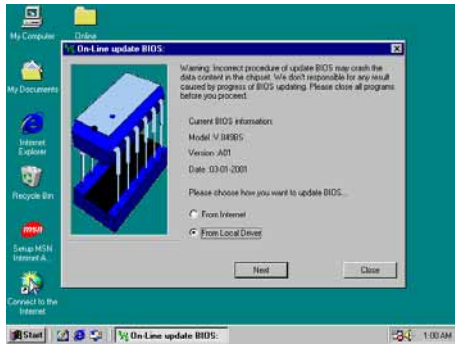 My Computer
Online
On-Line update BIOS:
My Documents
Internet
Explorer
Recycle Bin
msn
Setup MSN
Internet A...
Connect to the
Internet
Warning: Incorrect procedure of update BIOS may crash the
data content in the chipset. We don't responsible for any result
caused by progress of BIOS updating. Please close all programs
before you proceed.
Current BIOS information:
Version :A01
Date :03-01-2001
Please choose how you want to update BIOS...
From Internet
From Local Driver
Next
Close
Start
On-Line update BIOS:
1:00 AM